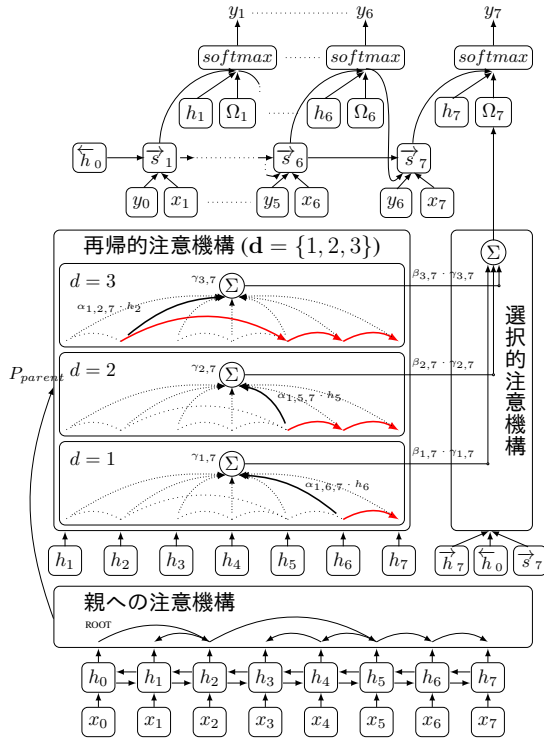 y₁ y₆ y₇
softmax softmax softmax
h₁ Ω₁ h₆ Ω₆ h₇ Ω₇
←h₀ →s₁ →s₆ →s₇
y₀ x₁ y₅ x₆ y₆ x₇
再帰的注意機構 (d = {1, 2, 3})
Σ
d = 3 γ₃,₇ Σ β₃,₇ · γ₃,₇
α₁,₂,₇ · h₂
選択的注意機構
P_parent
d = 2 γ₂,₇ Σ β₂,₇ · γ₂,₇
α₁,₅,₇ · h₅
d = 1 γ₁,₇ Σ β₁,₇ · γ₁,₇
α₁,₆,₇ · h₆
h₁ h₂ h₃ h₄ h₅ h₆ h₇ →h₇ ←h₀ →s₇
親への注意機構
ROOT
h₀ h₁ h₂ h₃ h₄ h₅ h₆ h₇
x₀ x₁ x₂ x₃ x₄ x₅ x₆ x₇